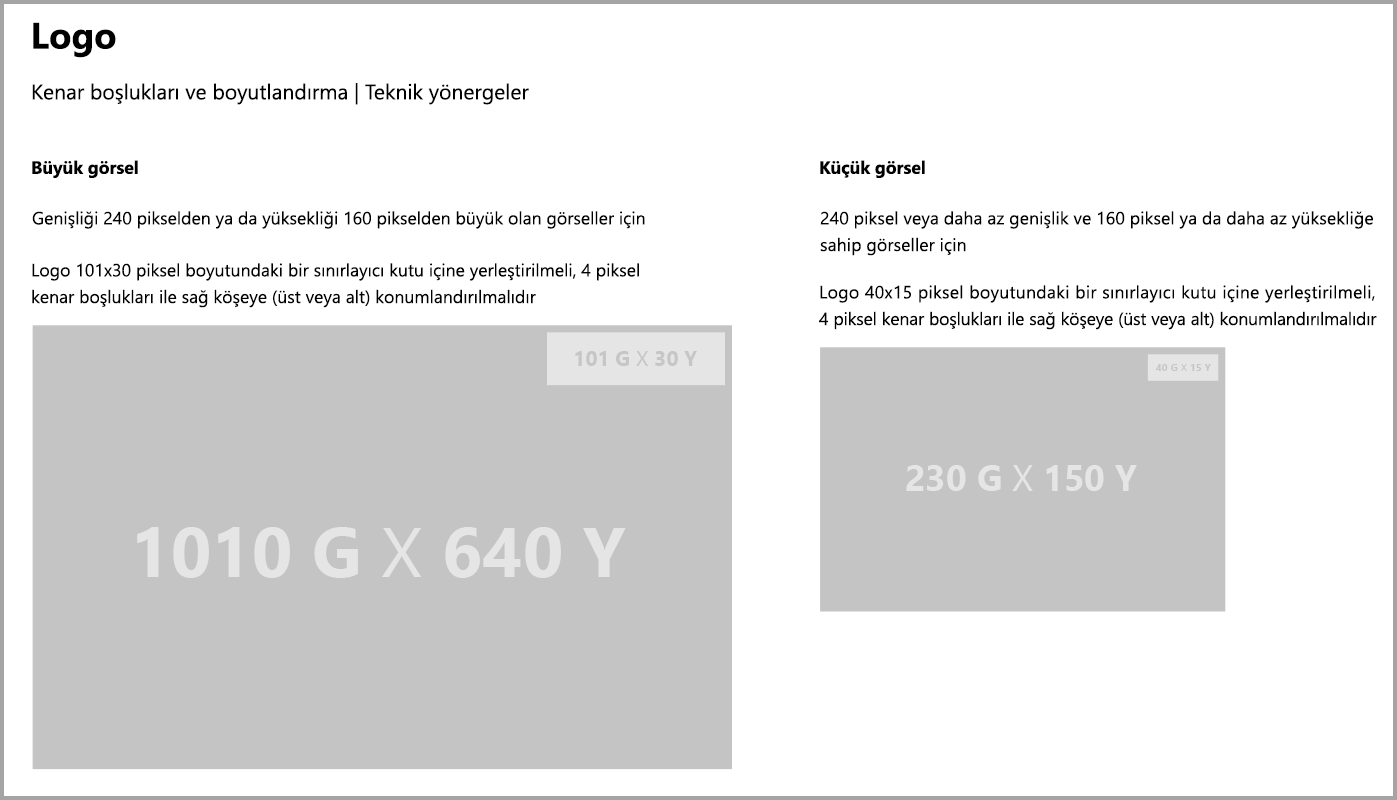 Logo
Kenar boşlukları ve boyutlandırma | Teknik yönergeler
Büyük görsel
Genişliği 240 pikselden ya da yüksekliği 160 pikselden büyük olan görseller için
Logo 101x30 piksel boyutundaki bir sınırlayıcı kutu içine yerleştirilmeli, 4 piksel
kenar boşlukları ile sağ köşeye (üst veya alt) konumlandırılmalıdır
101 G X 30 Y
1010 G X 640 Y
Küçük görsel
240 piksel veya daha az genişlik ve 160 piksel ya da daha az yüksekliğe
sahip görseller için
Logo 40x15 piksel boyutundaki bir sınırlayıcı kutu içine yerleştirilmeli,
4 piksel kenar boşlukları ile sağ köşeye (üst veya alt) konumlandırılmalıdır
40 G X 15 Y
230 G X 150 Y